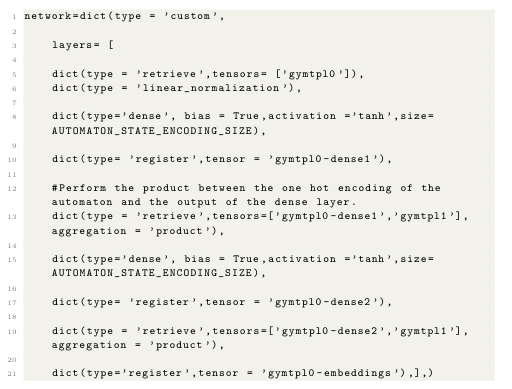 1 network=dict(type = 'custom',
2
3 layers= [
4
5 dict(type = 'retrieve',tensors= ['gymtpl0']),
6 dict(type = 'linear_normalization'),
7
8 dict(type='dense', bias = True,activation ='tanh',size=
AUTOMATON_STATE_ENCODING_SIZE),
9
10 dict(type= 'register',tensor = 'gymtpl0-dense1'),
11
12 #Perform the product between the one hot encoding of the
automaton and the output of the dense layer.
13 dict(type = 'retrieve',tensors=['gymtpl0-dense1','gymtpl1'],
aggregation = 'product'),
14
15 dict(type='dense', bias = True,activation ='tanh',size=
AUTOMATON_STATE_ENCODING_SIZE),
16
17 dict(type= 'register',tensor = 'gymtpl0-dense2'),
18
19 dict(type = 'retrieve',tensors=['gymtpl0-dense2','gymtpl1'],
aggregation = 'product'),
20
21 dict(type='register',tensor = 'gymtpl0-embeddings'),],)